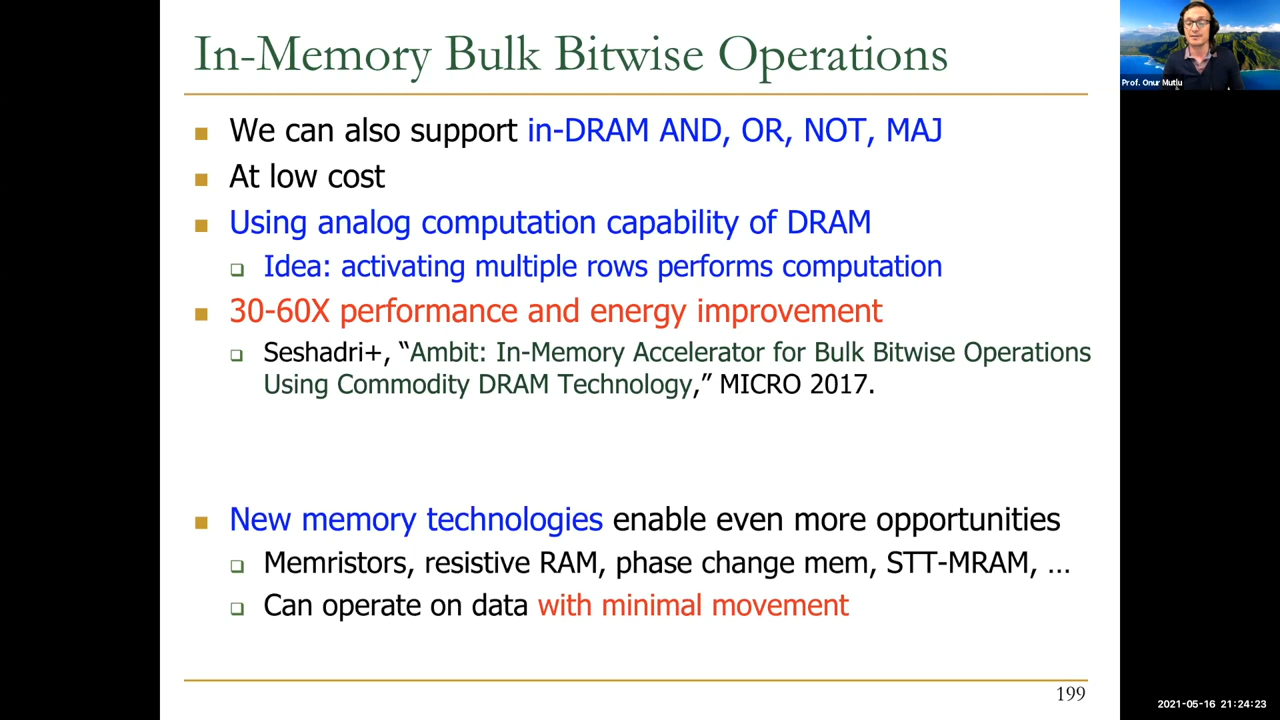 In-Memory Bulk Bitwise Operations
Prof. Onur Mutlu
We can also support in-DRAM AND, OR, NOT, MAJ
At low cost
Using analog computation capability of DRAM
Idea: activating multiple rows performs computation
30-60X performance and energy improvement
Seshadri+, “Ambit: In-Memory Accelerator for Bulk Bitwise Operations
Using Commodity DRAM Technology,” MICRO 2017.
New memory technologies enable even more opportunities
Memristors, resistive RAM, phase change mem, STT-MRAM, …
Can operate on data with minimal movement
199
2021-05-16 21:24:23